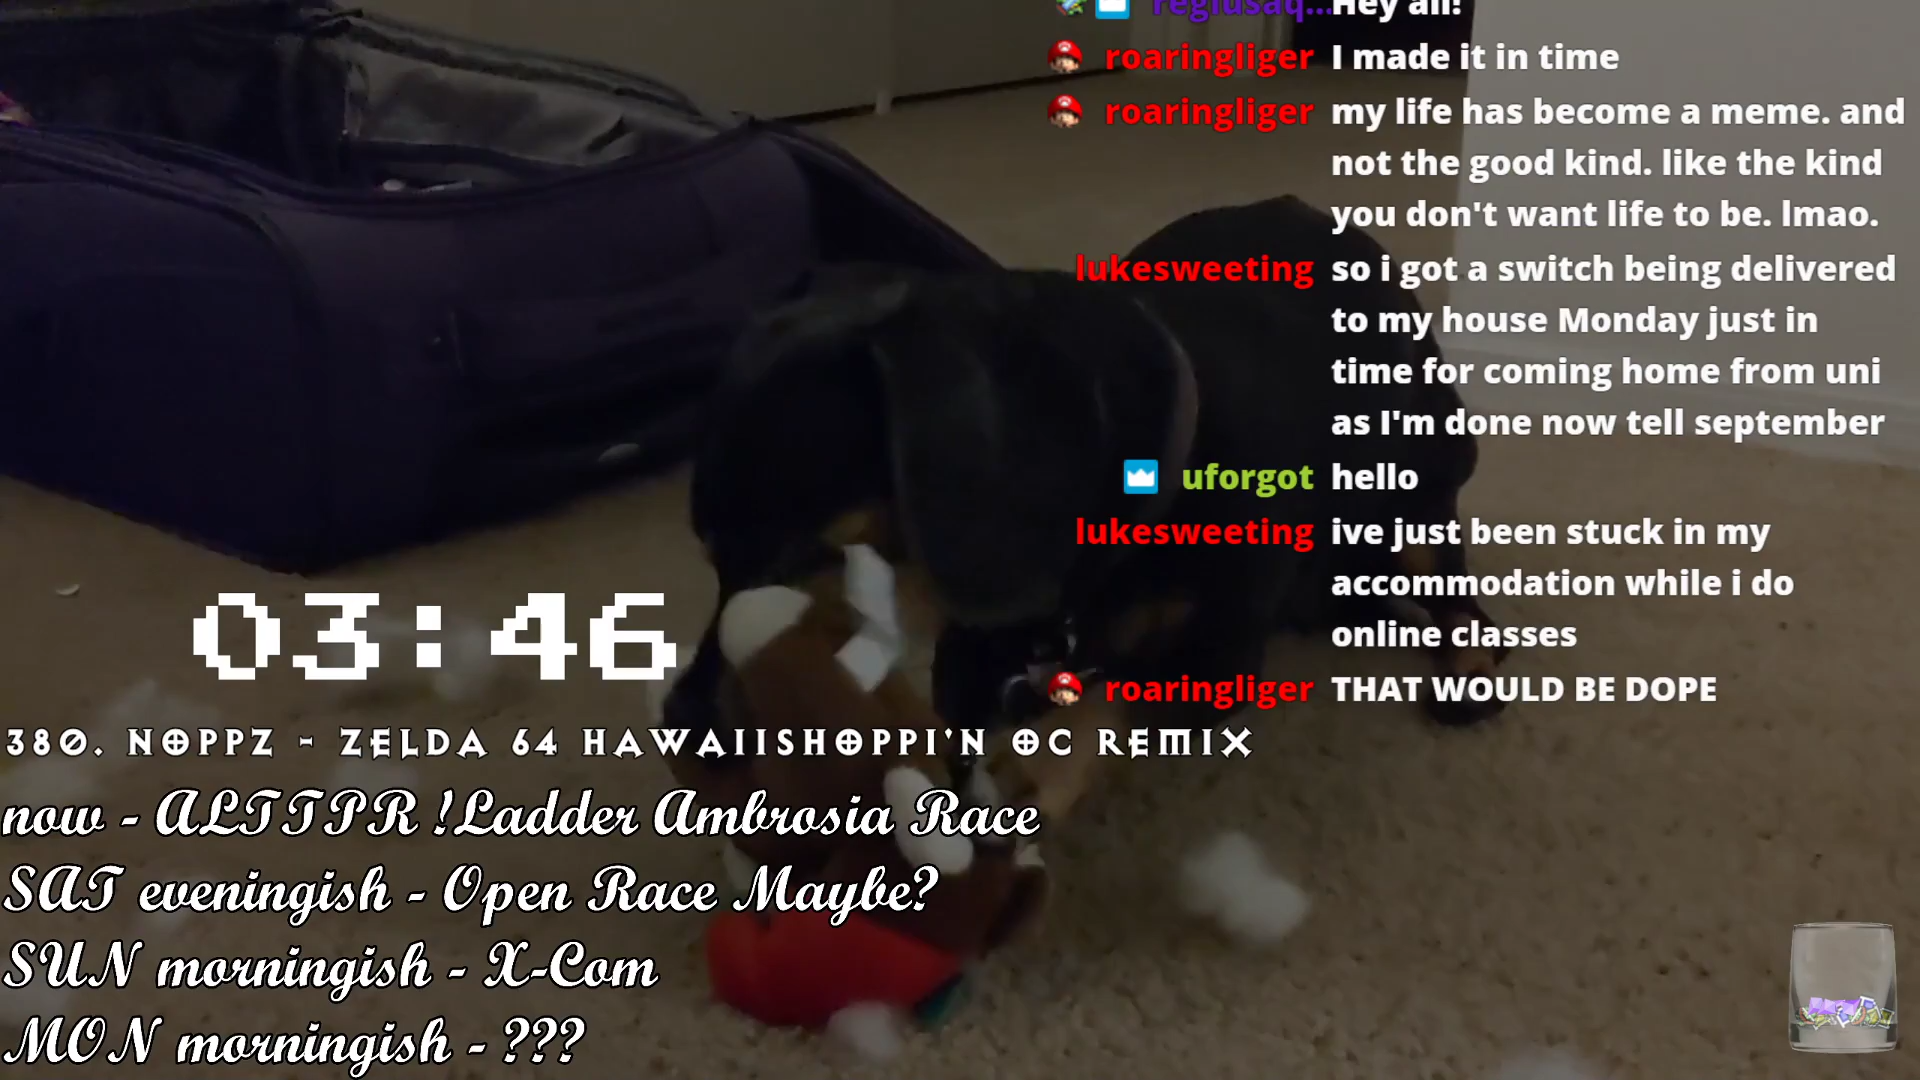 reglusaq... Hey all!
roaringliger I made it in time
roaringliger my life has become a meme. and
not the good kind. like the kind
you don't want life to be. lmao.
lukesweeting so i got a switch being delivered
to my house Monday just in
time for coming home from uni
as I'm done now tell september
uforgot hello
lukesweeting ive just been stuck in my
accommodation while i do
online classes
roaringliger THAT WOULD BE DOPE
03:46
380. NOPPZ - ZELDA 64 HAWAIISHOPPI'N OC REMIX
now - ALTTPR !Ladder Ambrosia Race
SAT eveningish - Open Race Maybe?
SUN morningish - X-Com
MON morningish - ???